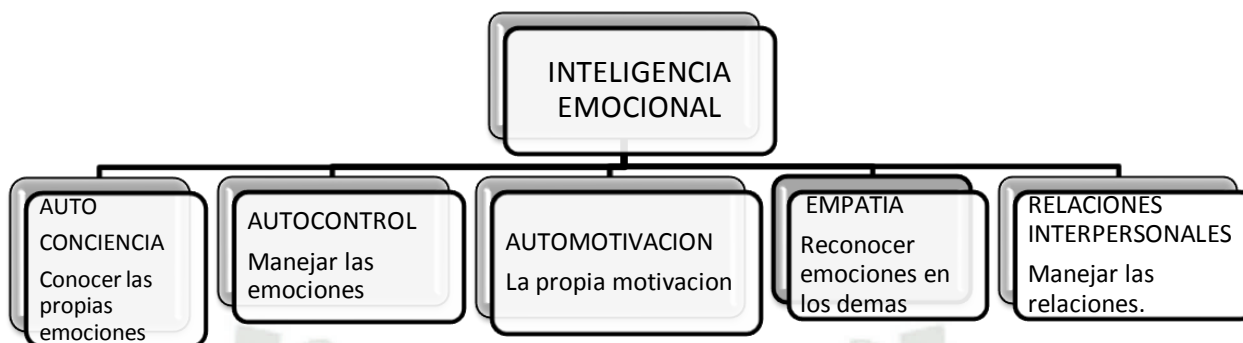 INTELIGENCIA
EMOCIONAL
AUTO
CONCIENCIA
Conocer las
propias
emociones
AUTOCONTROL
Manejar las
emociones
AUTOMOTIVACION
La propia motivacion
EMPATIA
Reconocer
emociones en
los demas
RELACIONES
INTERPERSONALES
Manejar las
relaciones.